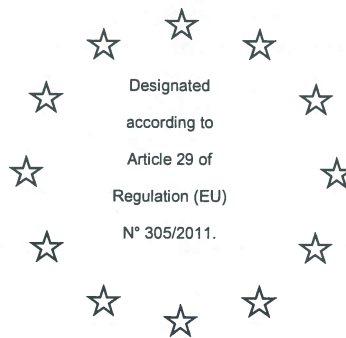 Designated
according to
Article 29 of
Regulation (EU)
N° 305/2011.